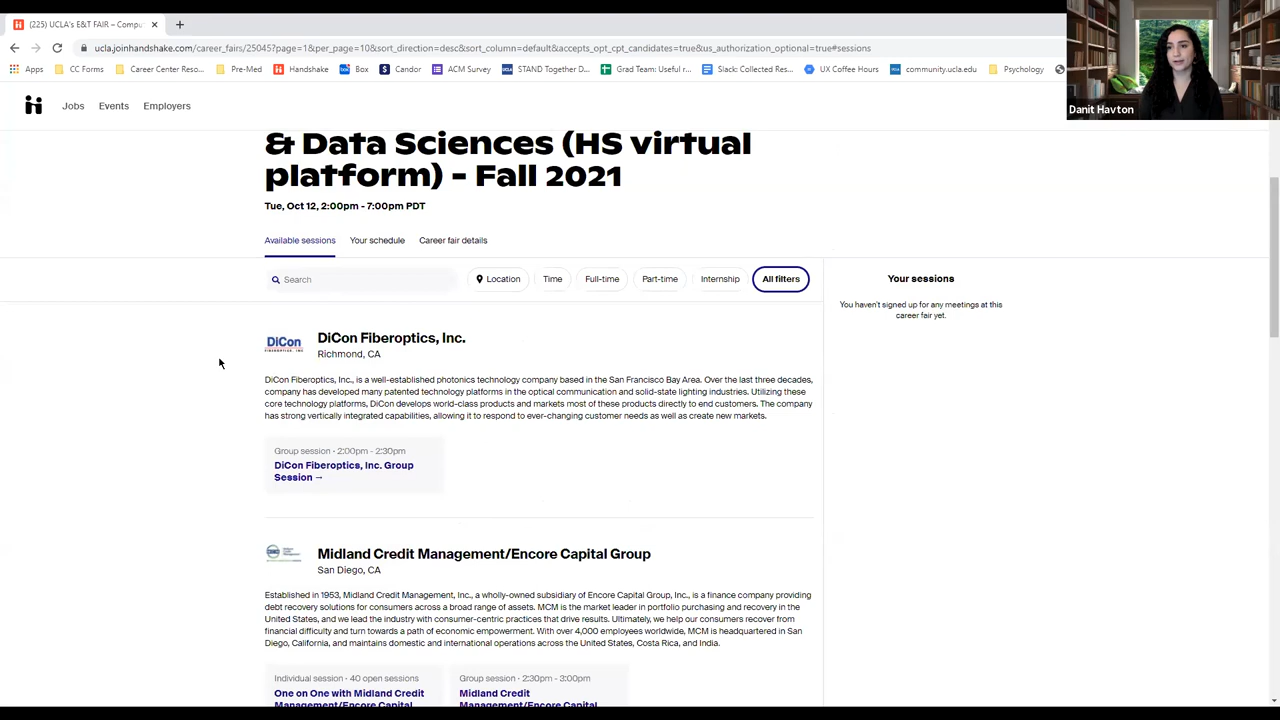 (225) UCLA's E&T FAIR – Compu
ucla.joinhandshake.com/career_fairs/25045?page=1&per_page=10&sort_direction=desc&sort_column=default&accepts_opt_cpt_candidates=true&us_authorization_optional=true#sessions
Apps CC Forms Career Center Reso... Pre-Med Handshake Box Candor ACM Survey STAND Together D... Grad Team: Useful r... Slack: Collected Res... UX Coffee Hours community.ucla.edu Psychology
Danit Havton
Jobs Events Employers
& Data Sciences (HS virtual
platform) - Fall 2021
Tue, Oct 12, 2:00pm - 7:00pm PDT
Available sessions Your schedule Career fair details
Search Location Time Full-time Part-time Internship All filters
Your sessions
You haven't signed up for any meetings at this
career fair yet.
DiCon
FIBEROPTICS, INC
DiCon Fiberoptics, Inc.
Richmond, CA
DiCon Fiberoptics, Inc., is a well-established photonics technology company based in the San Francisco Bay Area. Over the last three decades,
company has developed many patented technology platforms in the optical communication and solid-state lighting industries. Utilizing these
core technology platforms, DiCon develops world-class products and markets most of these products directly to end customers. The company
has strong vertically integrated capabilities, allowing it to respond to ever-changing customer needs as well as create new markets.
Group session • 2:00pm - 2:30pm
DiCon Fiberoptics, Inc. Group
Session →
Midland Credit Management/Encore Capital Group
San Diego, CA
Established in 1953, Midland Credit Management, Inc., a wholly-owned subsidiary of Encore Capital Group, Inc., is a finance company providing
debt recovery solutions for consumers across a broad range of assets. MCM is the market leader in portfolio purchasing and recovery in the
United States, and we lead the industry with consumer-centric practices that drive results. Ultimately, we help our consumers recover from
financial difficulty and turn towards a path of economic empowerment. With over 4,000 employees worldwide, MCM is headquartered in San
Diego, California, and maintains domestic and international operations across the United States, Costa Rica, and India.
Individual session • 40 open sessions
One on One with Midland Credit
Management/Encore Capital
Group session • 2:30pm - 3:00pm
Midland Credit
Management/Encore Capital